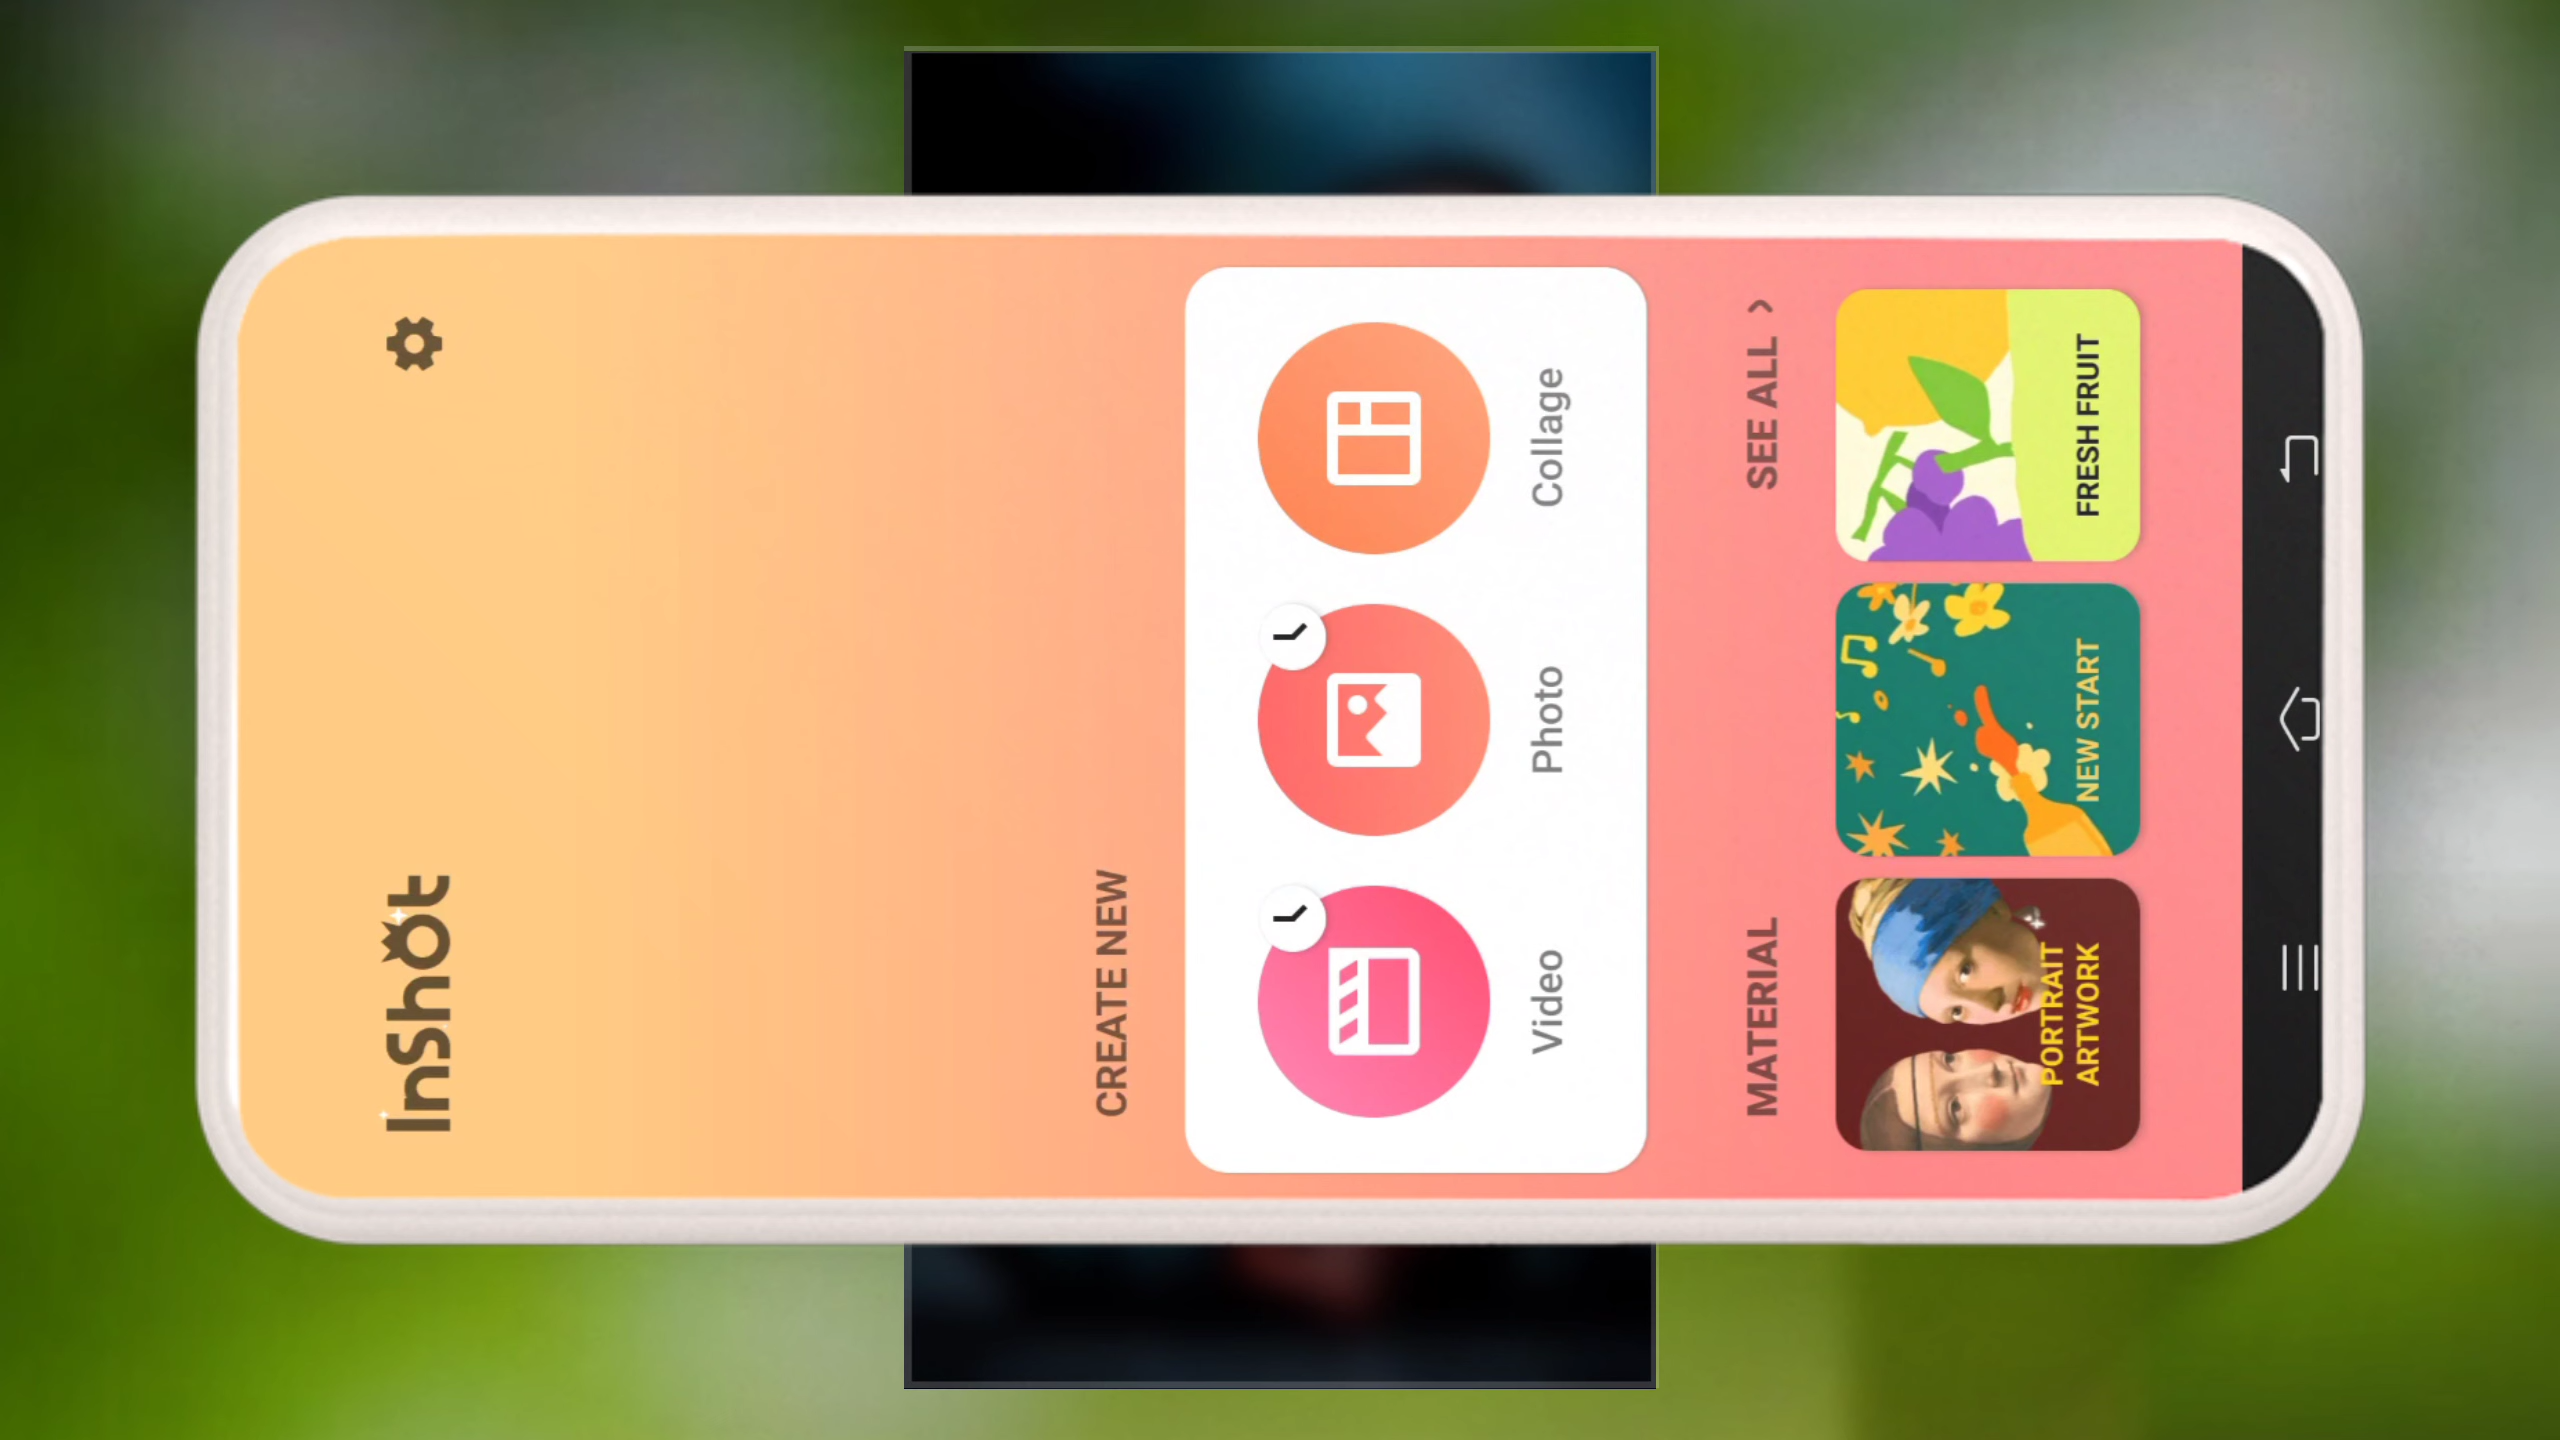 InShOt
CREATE NEW
Video
Photo
Collage
MATERIAL
SEE ALL >
PORTRAIT
ARTWORK
NEW START
FRESH FRUIT